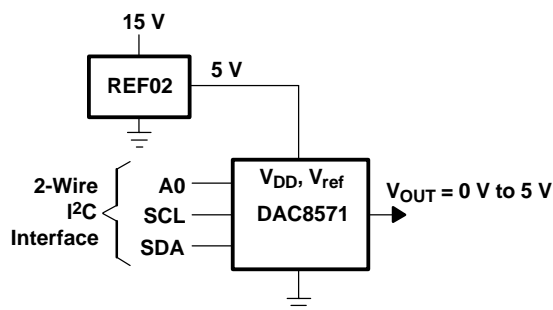 15 V
REF02
5 V
2-Wire
I²C
Interface
A0
SCL
SDA
VDD, Vref
DAC8571
VOUT = 0 V to 5 V